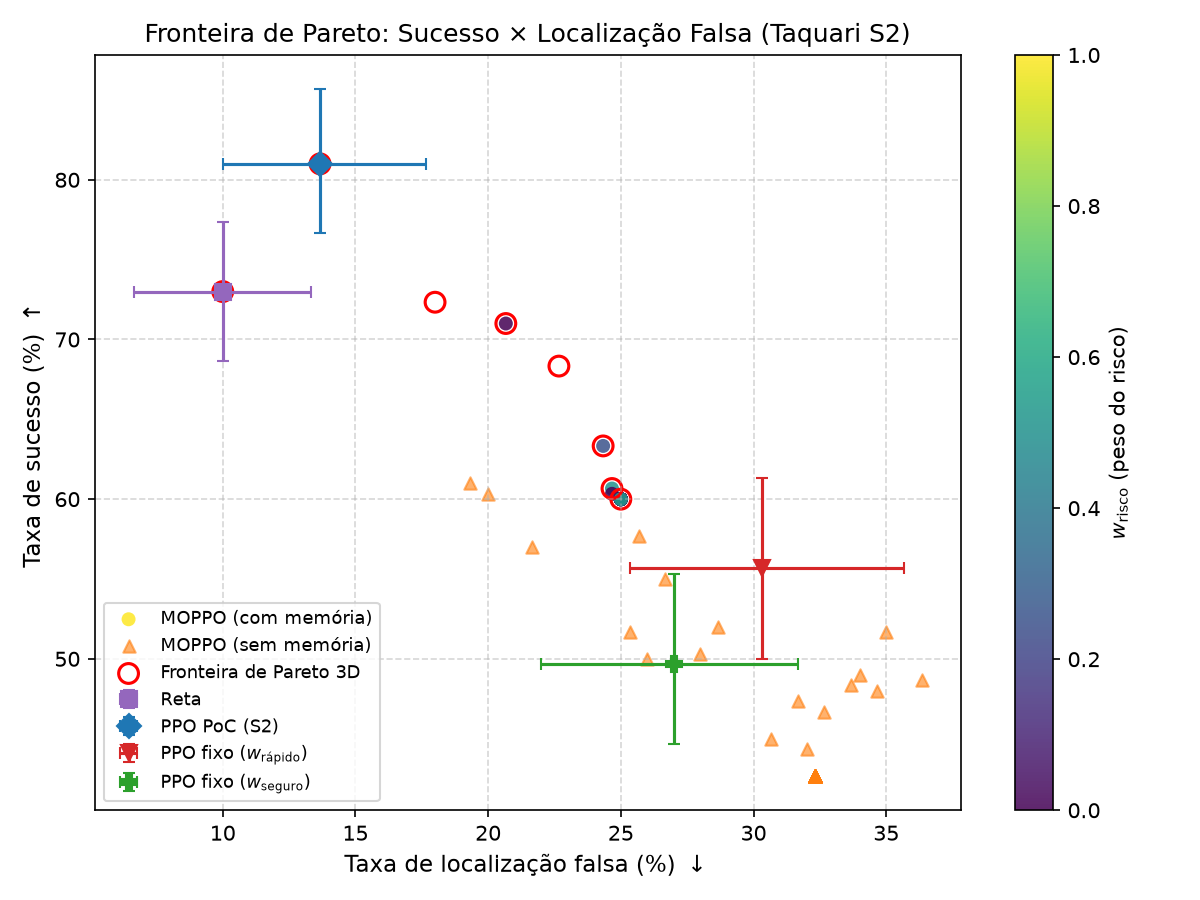 Fronteira de Pareto: Sucesso × Localização Falsa (Taquari S2)
Taxa de sucesso (%) ↑
80
70
60
50
10
15
20
25
30
35
Taxa de localização falsa (%) ↓
MOPPO (com memória)
MOPPO (sem memória)
Fronteira de Pareto 3D
Reta
PPO PoC (S2)
PPO fixo (wrápido)
PPO fixo (wseguro)
1.0
0.8
0.6
0.4
0.2
0.0
wrisco (peso do risco)